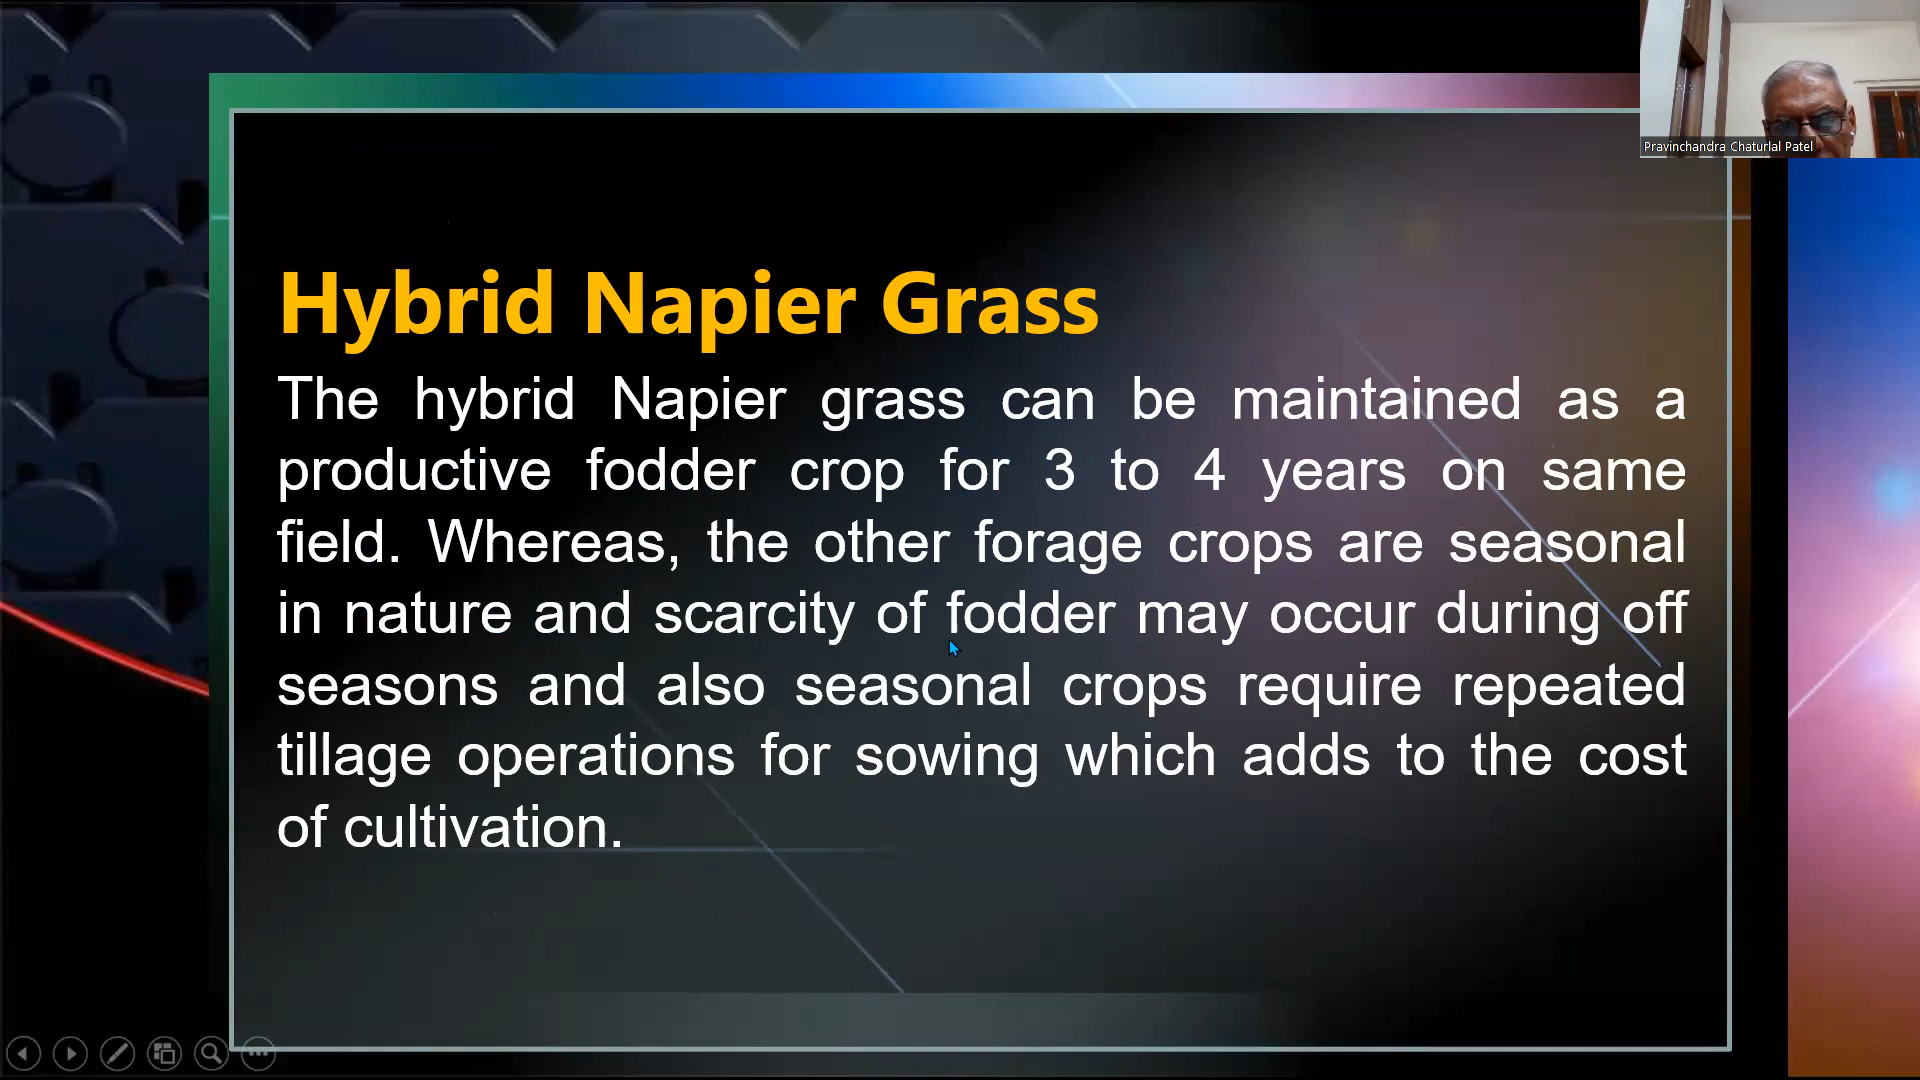 Pravinchandra Chaturlal Patel
Hybrid Napier Grass
The hybrid Napier grass can be maintained as a
productive fodder crop for 3 to 4 years on same
field. Whereas, the other forage crops are seasonal
in nature and scarcity of fodder may occur during off
seasons and also seasonal crops require repeated
tillage operations for sowing which adds to the cost
of cultivation.